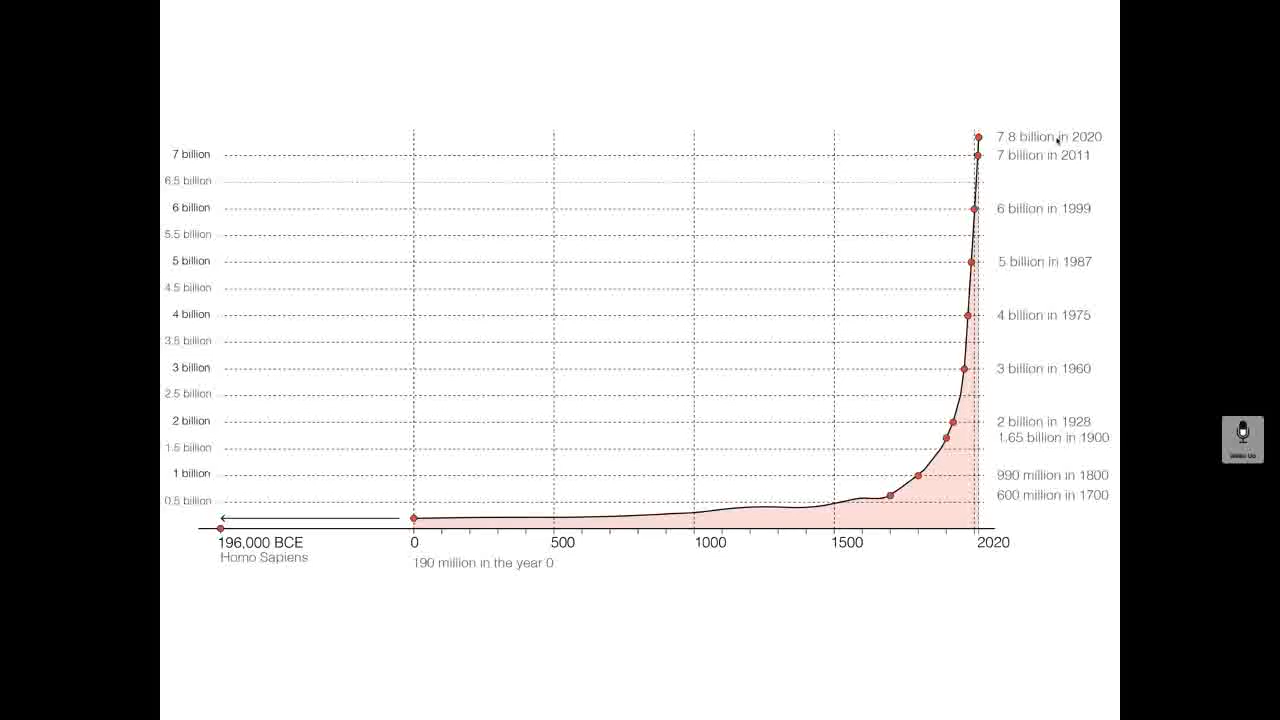 7.8 billion in 2020
7 billion
7 billion in 2011
6.5 billion
6 billion
6 billion in 1999
5.5 billion
5 billion
5 billion in 1987
4.5 billion
4 billion
4 billion in 1975
3.5 billion
3 billion
3 billion in 1960
2.5 billion
2 billion
2 billion in 1928
1.65 billion in 1900
1.5 billion
1 billion
990 million in 1800
600 million in 1700
0.5 billion
196,000 BCE
0
500
1000
1500
2020
Homo Sapiens
190 million in the year 0